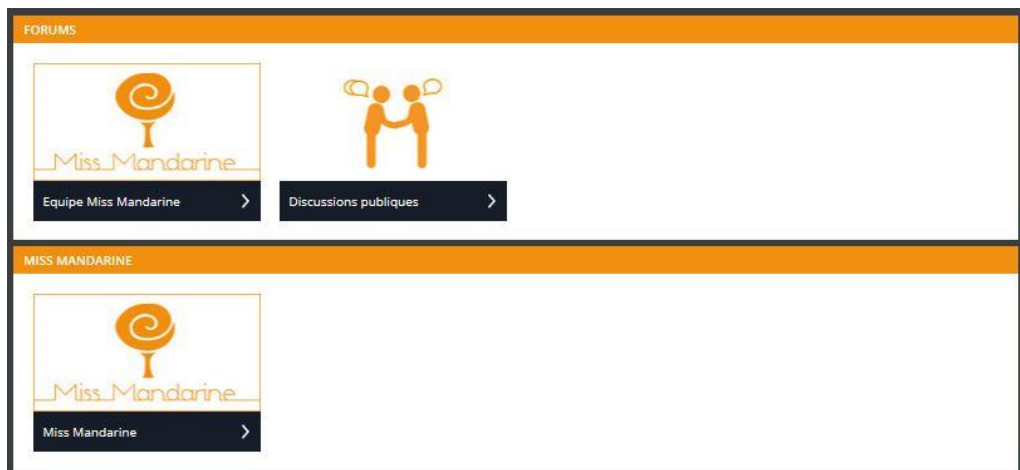 FORUMS
Miss Mandarine
Equipe Miss Mandarine
Discussions publiques
MISS MANDARINE
Miss Mandarine
Miss Mandarine